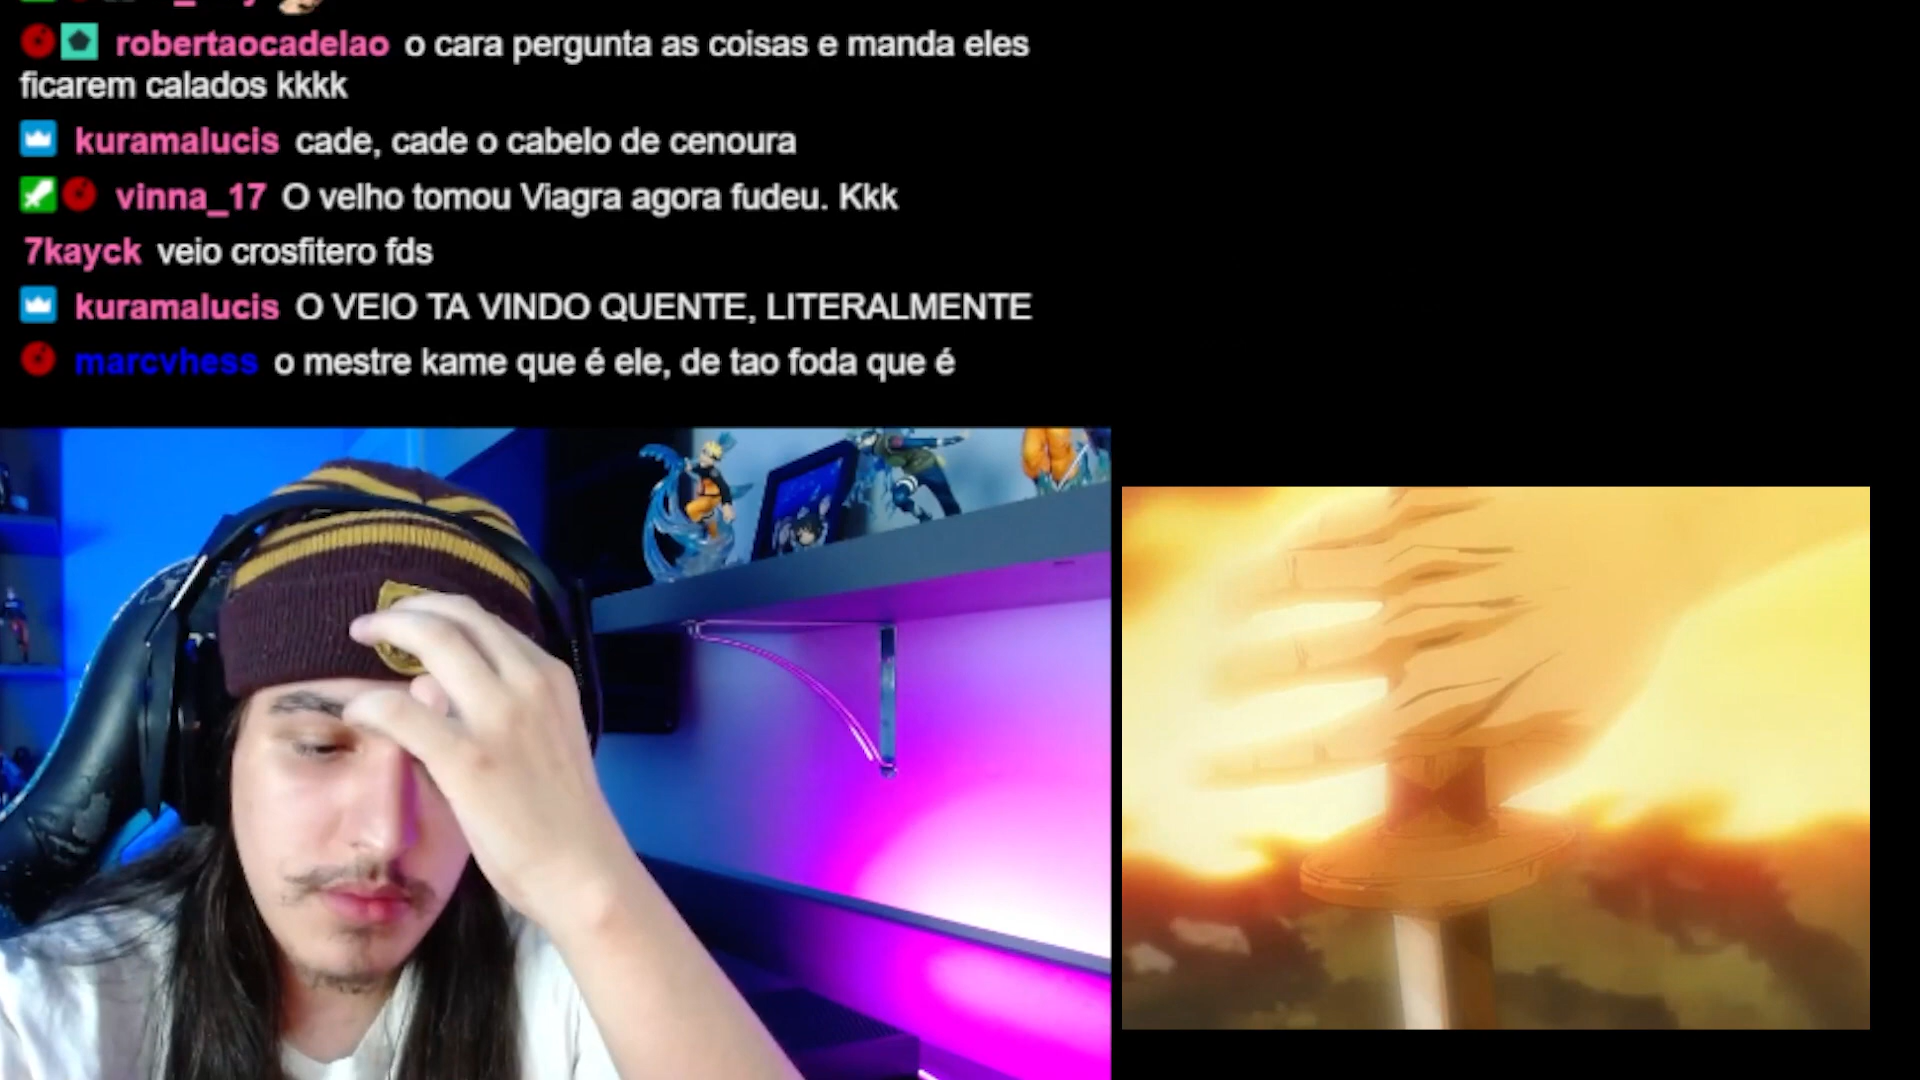 robertaocadelao o cara pergunta as coisas e manda eles
ficarem calados kkkk
kuramalucis cade, cade o cabelo de cenoura
vinna_17 O velho tomou Viagra agora fudeu. Kkk
7kayck veio crosfitero fds
kuramalucis O VEIO TA VINDO QUENTE, LITERALMENTE
marcvhess o mestre kame que é ele, de tao foda que é